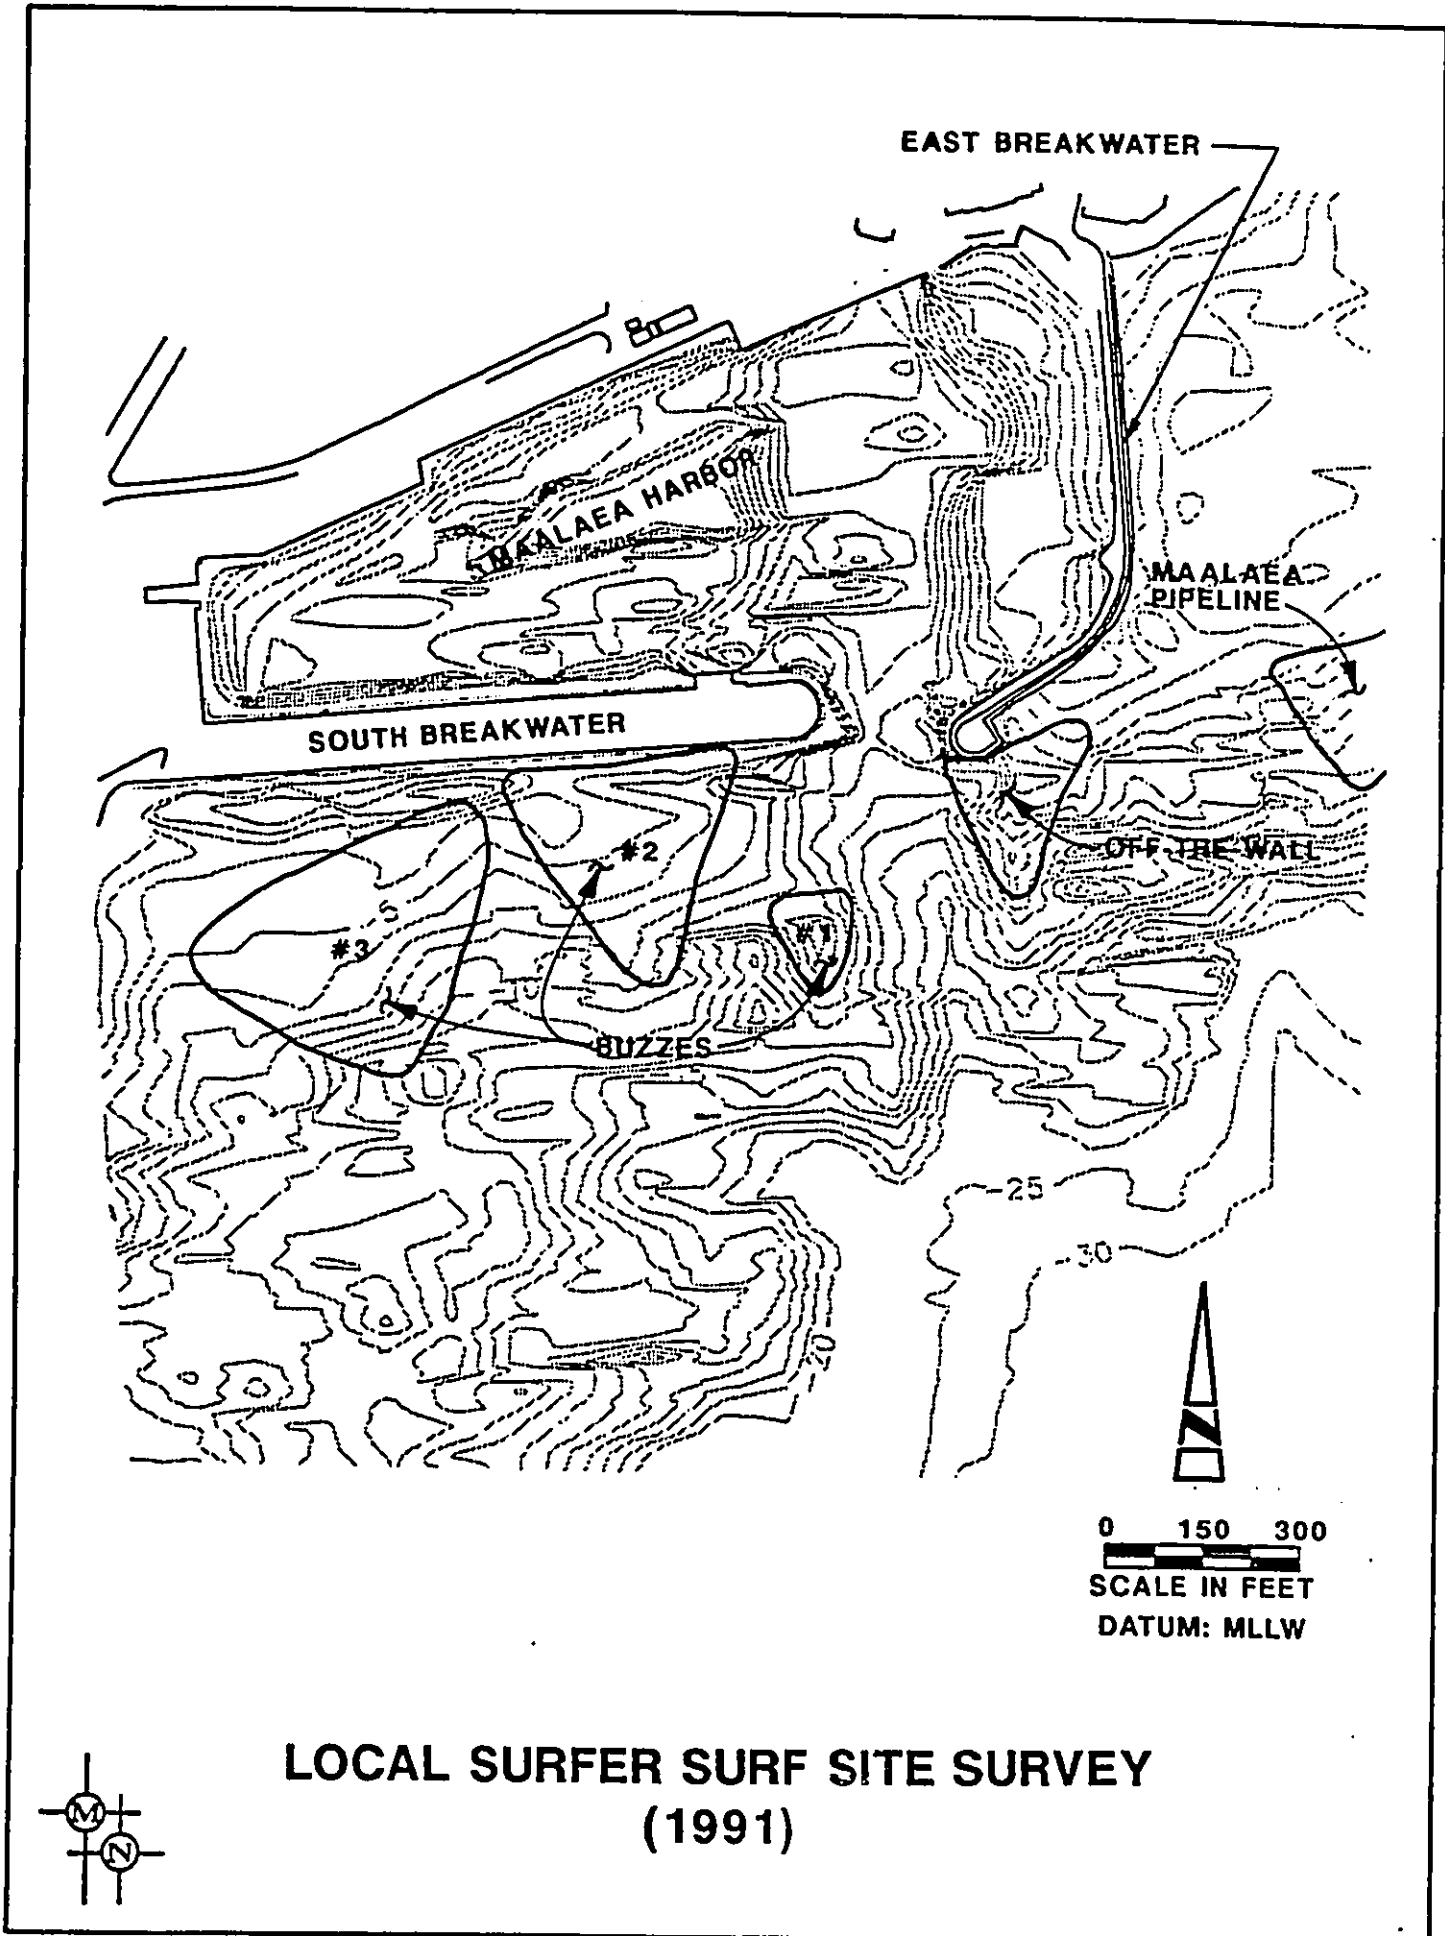 EAST BREAKWATER
MAALAEA HARBOR
MAALAEA
PIPELINE
SOUTH BREAKWATER
OFF-THE-WALL
#2
#1
5
#3
BUZZES
-25
-30
-20
N
0 150 300
SCALE IN FEET
DATUM: MLLW
LOCAL SURFER SURF SITE SURVEY
(1991)
M
N